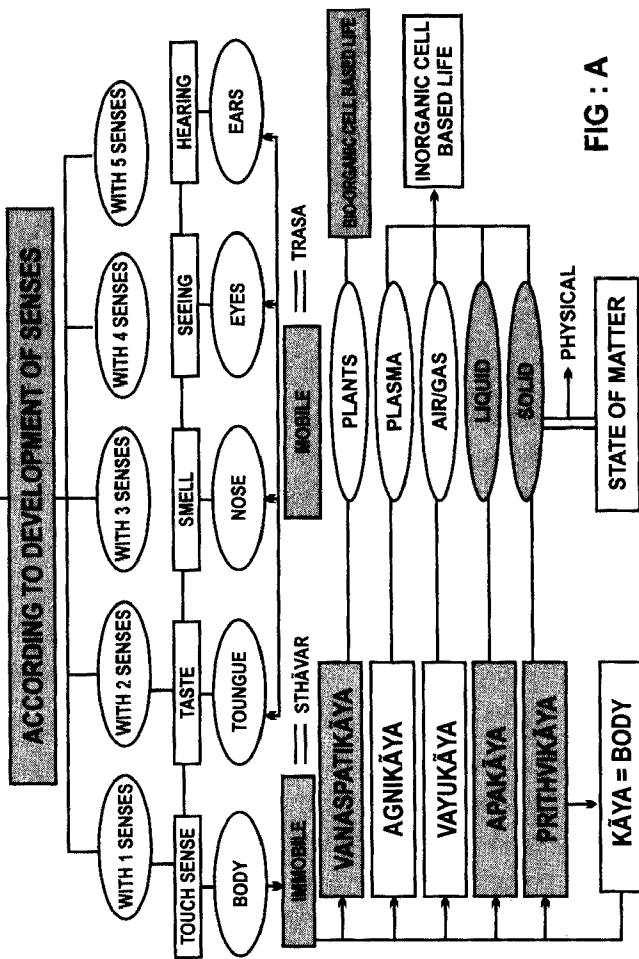 ACCORDING TO DEVELOPMENT OF SENSES
WITH 1 SENSES
WITH 2 SENSES
WITH 3 SENSES
WITH 4 SENSES
WITH 5 SENSES
TOUCH SENSE
TASTE
SMELL
SEEING
HEARING
BODY
TOUNGUE
NOSE
EYES
EARS
IMMOBILE
= STHĀVAR
MOBILE
= TRASA
VANASPATIKĀYA
PLANTS
BIO-ORGANIC CELL BASED LIFE
AGNIKĀYA
PLASMA
VAYUKĀYA
AIR/GAS
INORGANIC CELL
BASED LIFE
APAKĀYA
LIQUID
PRITHVIKĀYA
SOLID
PHYSICAL
KĀYA = BODY
STATE OF MATTER
FIG : A